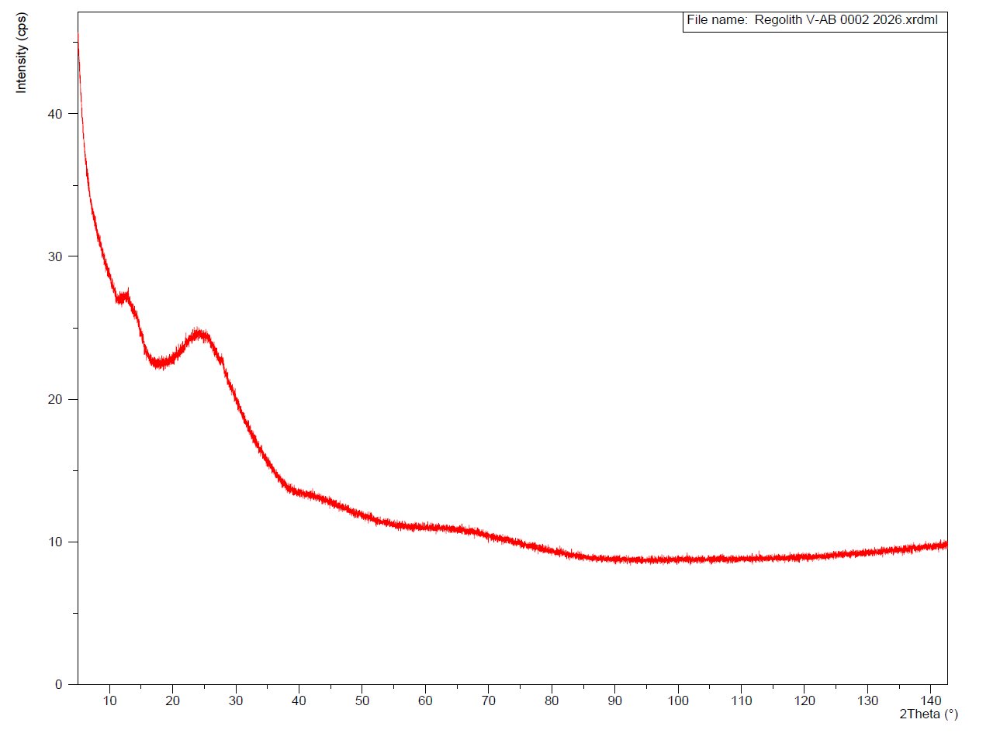 Intensity (cps)
File name: Regolith V-AB 0002 2026.xrdml
40
30
20
10
0
10 20 30 40 50 60 70 80 90 100 110 120 130 140
2Theta (°)